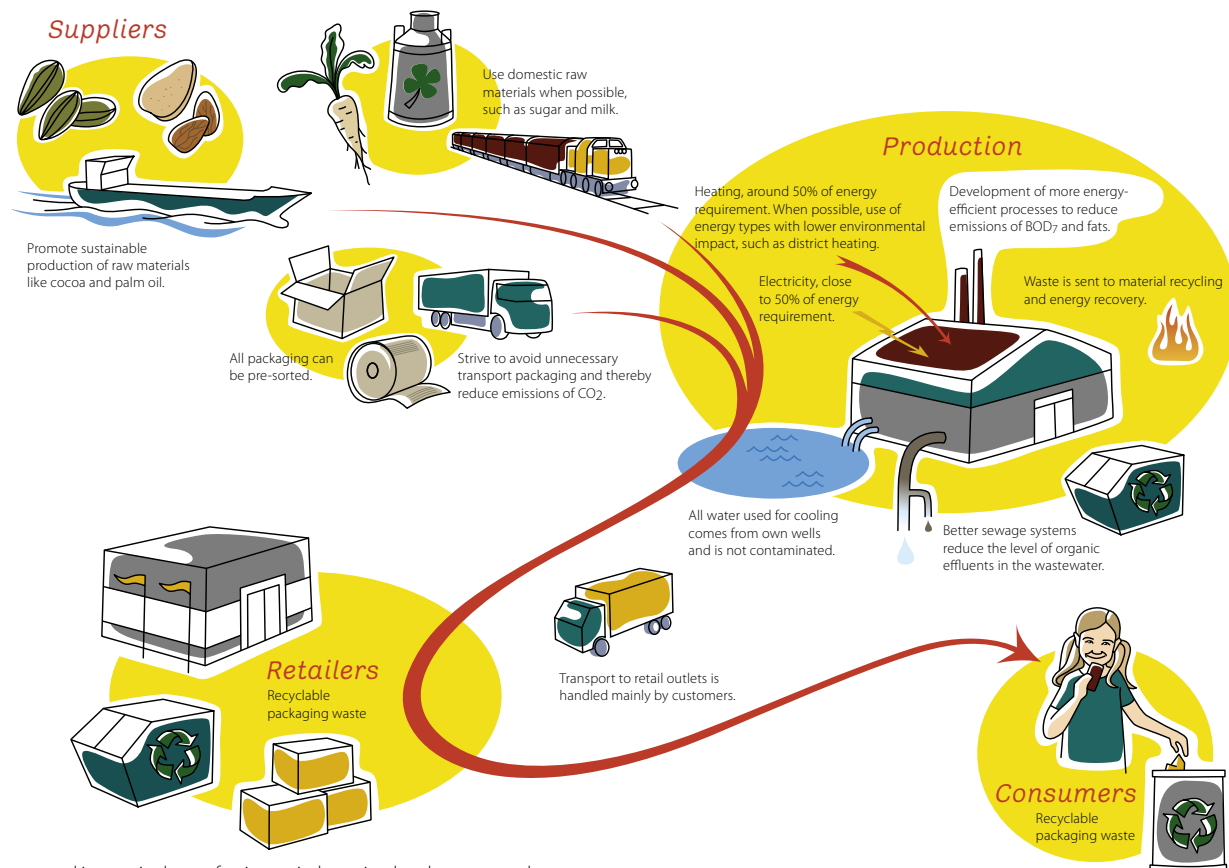 Suppliers
Use domestic raw
materials when possible,
such as sugar and milk.
Promote sustainable
production of raw materials
like cocoa and palm oil.
All packaging can
be pre-sorted.
Strive to avoid unnecessary
transport packaging and thereby
reduce emissions of CO2.
Production
Heating, around 50% of energy
requirement. When possible, use of
energy types with lower environmental
impact, such as district heating.
Development of more energy-
efficient processes to reduce
emissions of BOD7 and fats.
Electricity, close
to 50% of energy
requirement.
Waste is sent to material recycling
and energy recovery.
All water used for cooling
comes from own wells
and is not contaminated.
Better sewage systems
reduce the level of organic
effluents in the wastewater.
Retailers
Recyclable
packaging waste
Transport to retail outlets is
handled mainly by customers.
Consumers
Recyclable
packaging waste